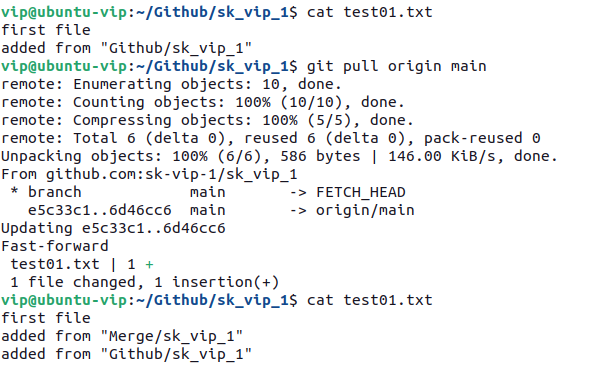 vip@ubuntu-vip:~/Github/sk_vip_1$ cat test01.txt
first file
added from "Github/sk_vip_1"
vip@ubuntu-vip:~/Github/sk_vip_1$ git pull origin main
remote: Enumerating objects: 10, done.
remote: Counting objects: 100% (10/10), done.
remote: Compressing objects: 100% (5/5), done.
remote: Total 6 (delta 0), reused 6 (delta 0), pack-reused 0
Unpacking objects: 100% (6/6), 586 bytes | 146.00 KiB/s, done.
From github.com:sk-vip-1/sk_vip_1
 * branch            main       -> FETCH_HEAD
   e5c33c1..6d46cc6  main       -> origin/main
Updating e5c33c1..6d46cc6
Fast-forward
 test01.txt | 1 +
 1 file changed, 1 insertion(+)
vip@ubuntu-vip:~/Github/sk_vip_1$ cat test01.txt
first file
added from "Merge/sk_vip_1"
added from "Github/sk_vip_1"